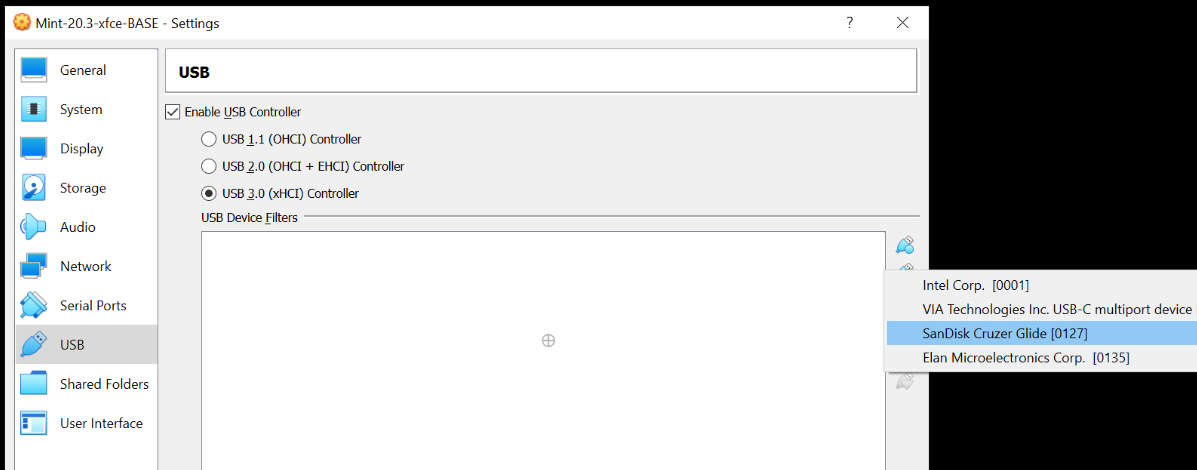 Mint-20.3-xfce-BASE - Settings
?
General
System
Display
Storage
Audio
Network
Serial Ports
USB
Shared Folders
User Interface
USB
Enable USB Controller
USB 1.1 (OHCI) Controller
USB 2.0 (OHCI + EHCI) Controller
USB 3.0 (xHCI) Controller
USB Device Filters
Intel Corp. [0001]
VIA Technologies Inc. USB-C multiport device
SanDisk Cruzer Glide [0127]
Elan Microelectronics Corp. [0135]